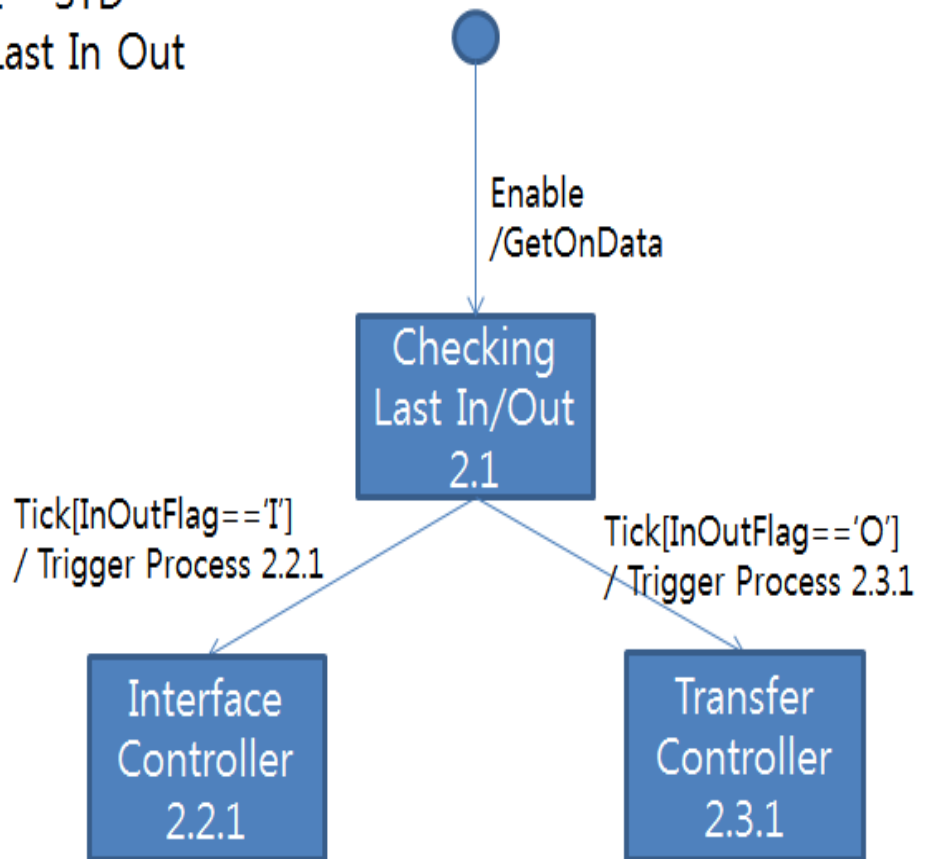 STD
Last In Out
Enable
/GetOnData
Checking
Last In/Out
2.1
Tick[InOutFlag=='I']
/ Trigger Process 2.2.1
Tick[InOutFlag=='O']
/ Trigger Process 2.3.1
Interface
Controller
2.2.1
Transfer
Controller
2.3.1